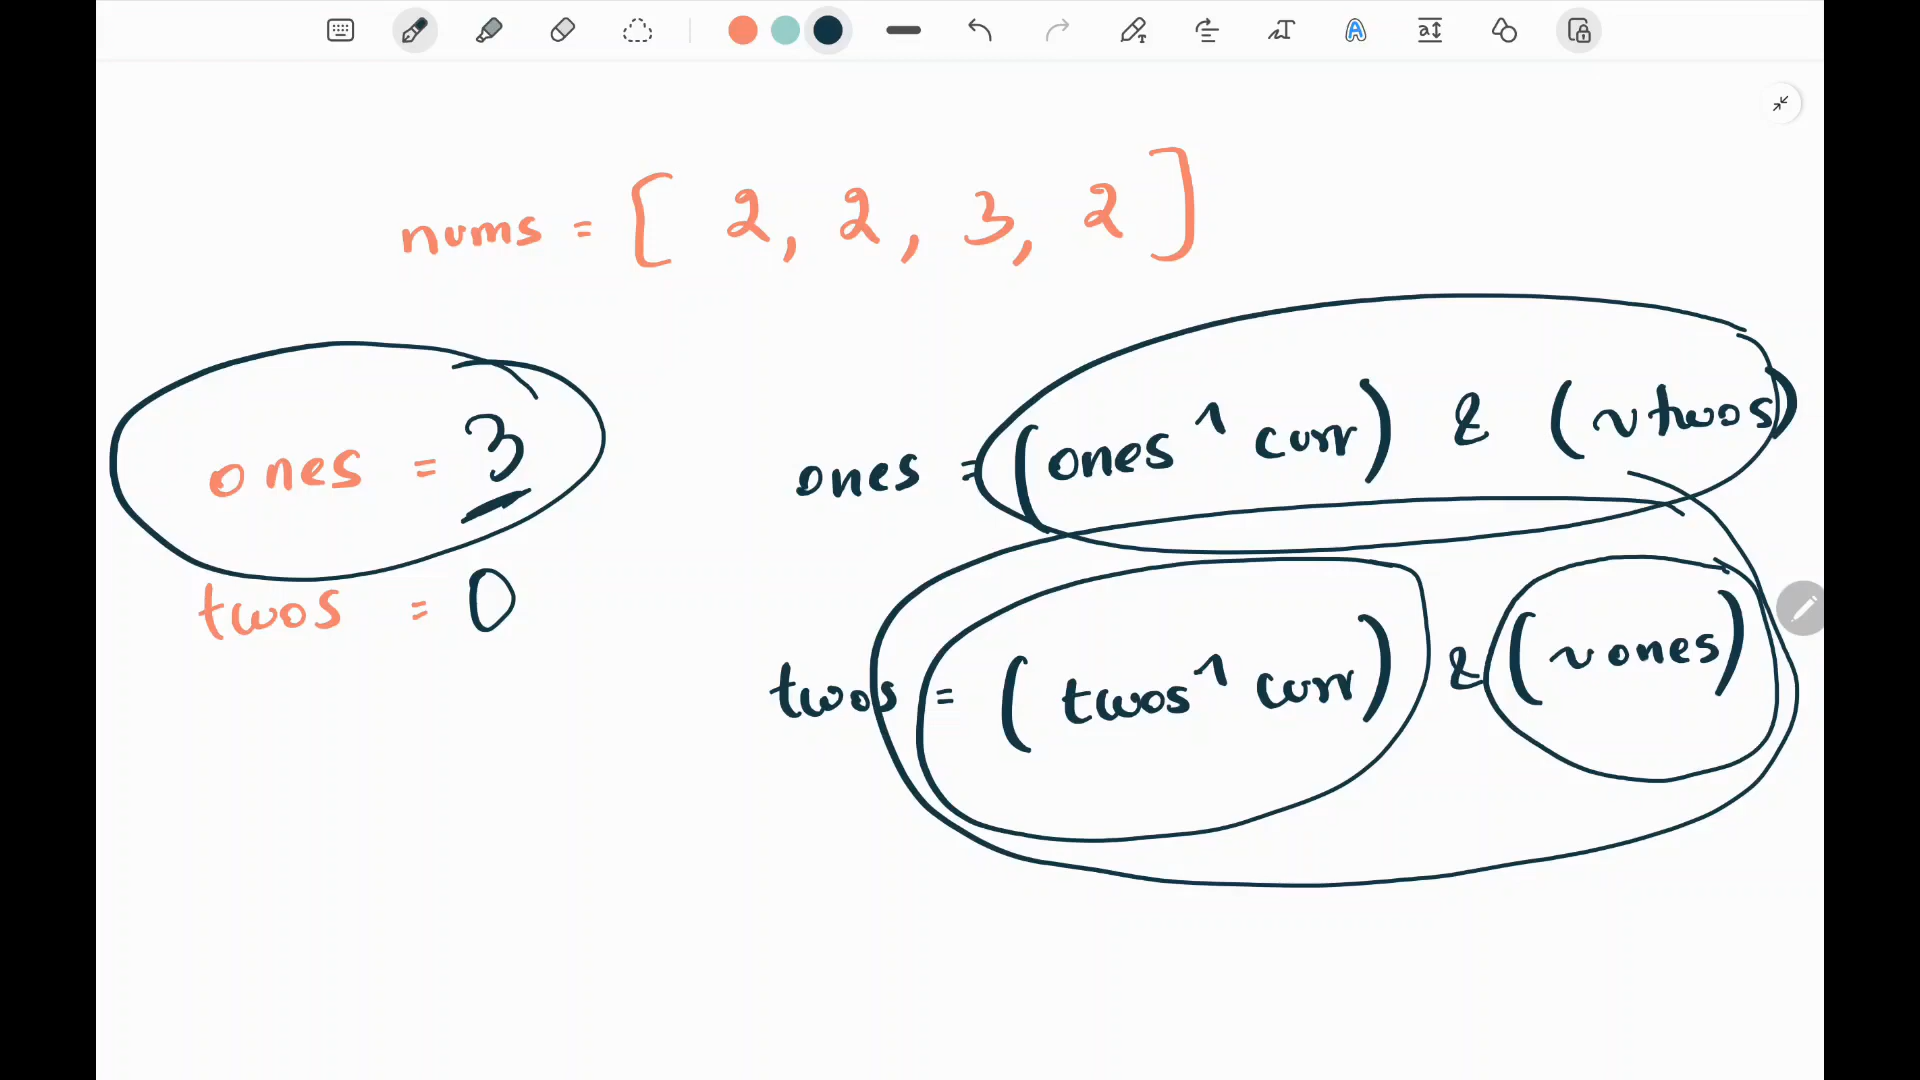 nums = [ 2, 2, 3, 2 ]
ones = 3
ones = (ones ^ curr) & (~twos)
twos = 0
twos = (twos ^ curr) & (~ones)